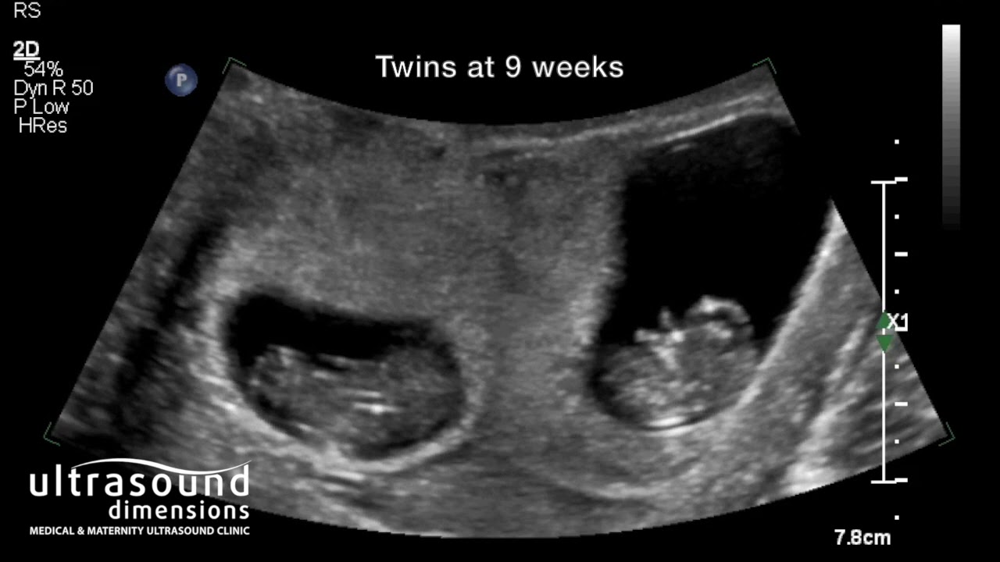 RS
2D
54%
Dyn R 50
P Low
HRes
P
Twins at 9 weeks
X1
ultrasound
dimensions
MEDICAL & MATERNITY ULTRASOUND CLINIC
7.8cm